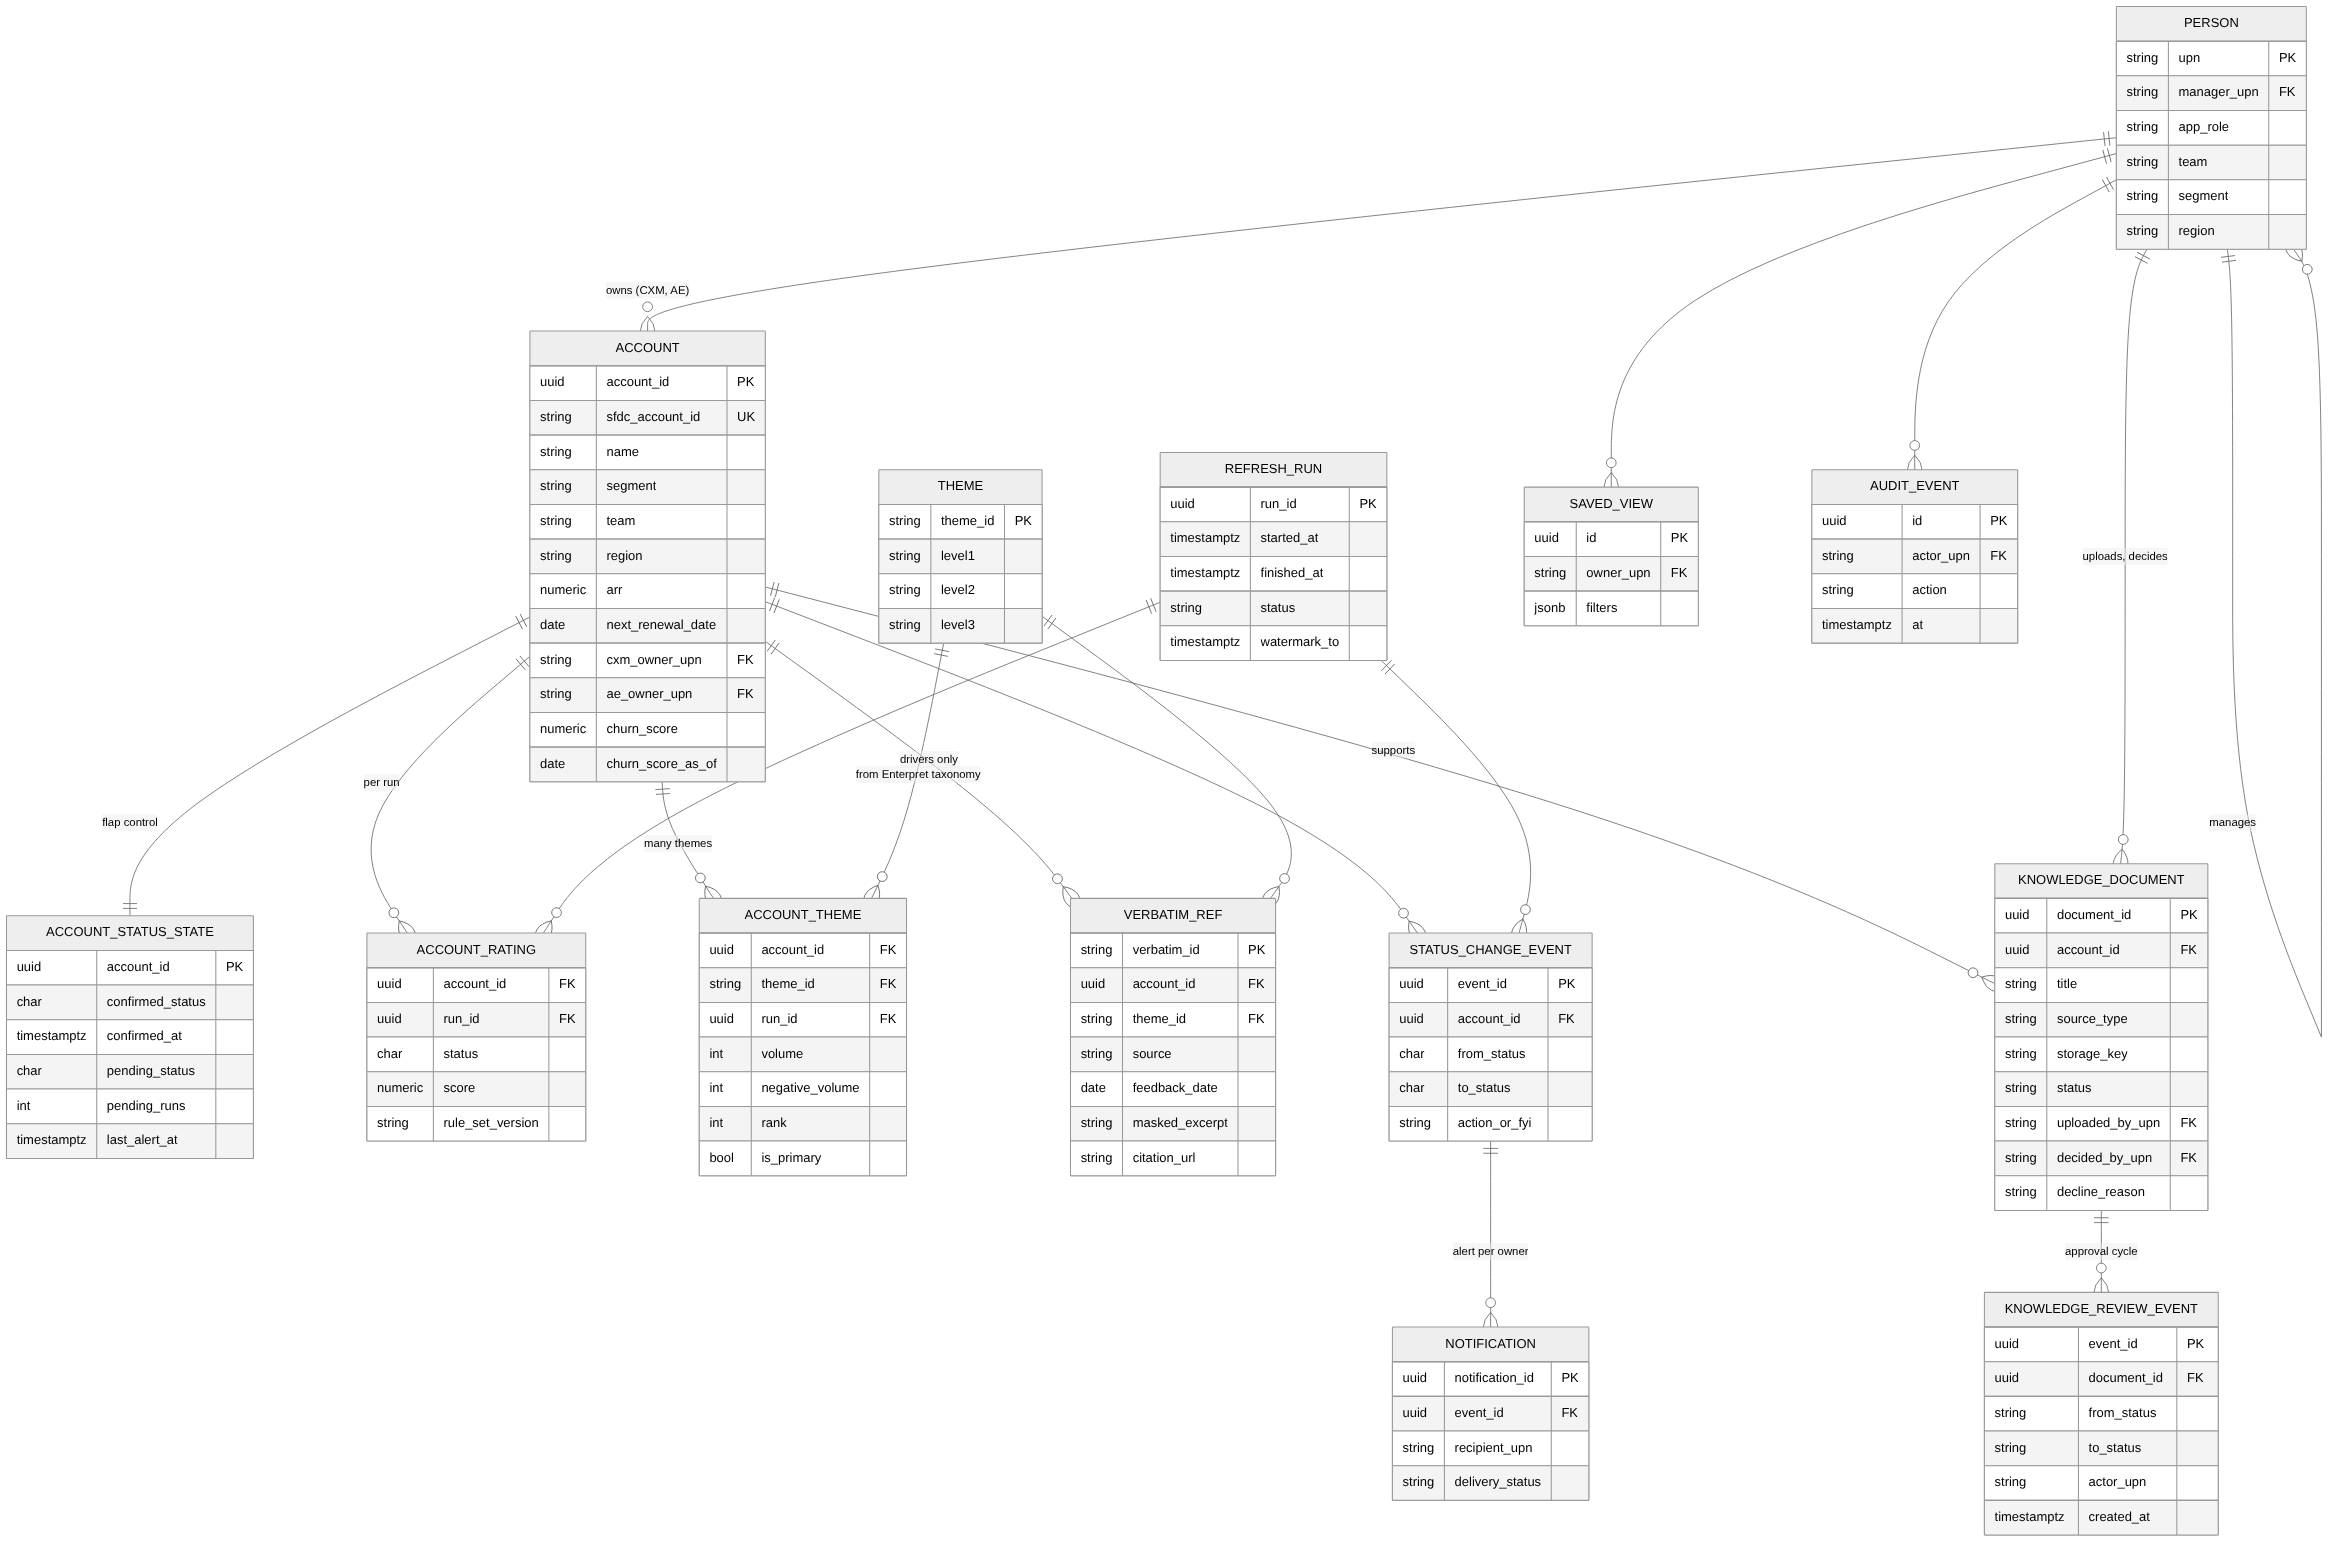 PERSON
string upn PK
string manager_upn FK
string app_role
string team
string segment
string region
owns (CXM, AE)
ACCOUNT
uuid account_id PK
string sfdc_account_id UK
string name
string segment
string team
string region
numeric arr
date next_renewal_date
string cxm_owner_upn FK
string ae_owner_upn FK
numeric churn_score
date churn_score_as_of
THEME
string theme_id PK
string level1
string level2
string level3
REFRESH_RUN
uuid run_id PK
timestamptz started_at
timestamptz finished_at
string status
timestamptz watermark_to
SAVED_VIEW
uuid id PK
string owner_upn FK
jsonb filters
AUDIT_EVENT
uuid id PK
string actor_upn FK
string action
timestamptz at
uploads, decides
supports
drivers only
from Enterpret taxonomy
per run
flap control
many themes
manages
ACCOUNT_STATUS_STATE
uuid account_id PK
char confirmed_status
timestamptz confirmed_at
char pending_status
int pending_runs
timestamptz last_alert_at
ACCOUNT_RATING
uuid account_id FK
uuid run_id FK
char status
numeric score
string rule_set_version
ACCOUNT_THEME
uuid account_id FK
string theme_id FK
uuid run_id FK
int volume
int negative_volume
int rank
bool is_primary
VERBATIM_REF
string verbatim_id PK
uuid account_id FK
string theme_id FK
string source
date feedback_date
string masked_excerpt
string citation_url
STATUS_CHANGE_EVENT
uuid event_id PK
uuid account_id FK
char from_status
char to_status
string action_or_fyi
KNOWLEDGE_DOCUMENT
uuid document_id PK
uuid account_id FK
string title
string source_type
string storage_key
string status
string uploaded_by_upn FK
string decided_by_upn FK
string decline_reason
alert per owner
approval cycle
NOTIFICATION
uuid notification_id PK
uuid event_id FK
string recipient_upn
string delivery_status
KNOWLEDGE_REVIEW_EVENT
uuid event_id PK
uuid document_id FK
string from_status
string to_status
string actor_upn
timestamptz created_at